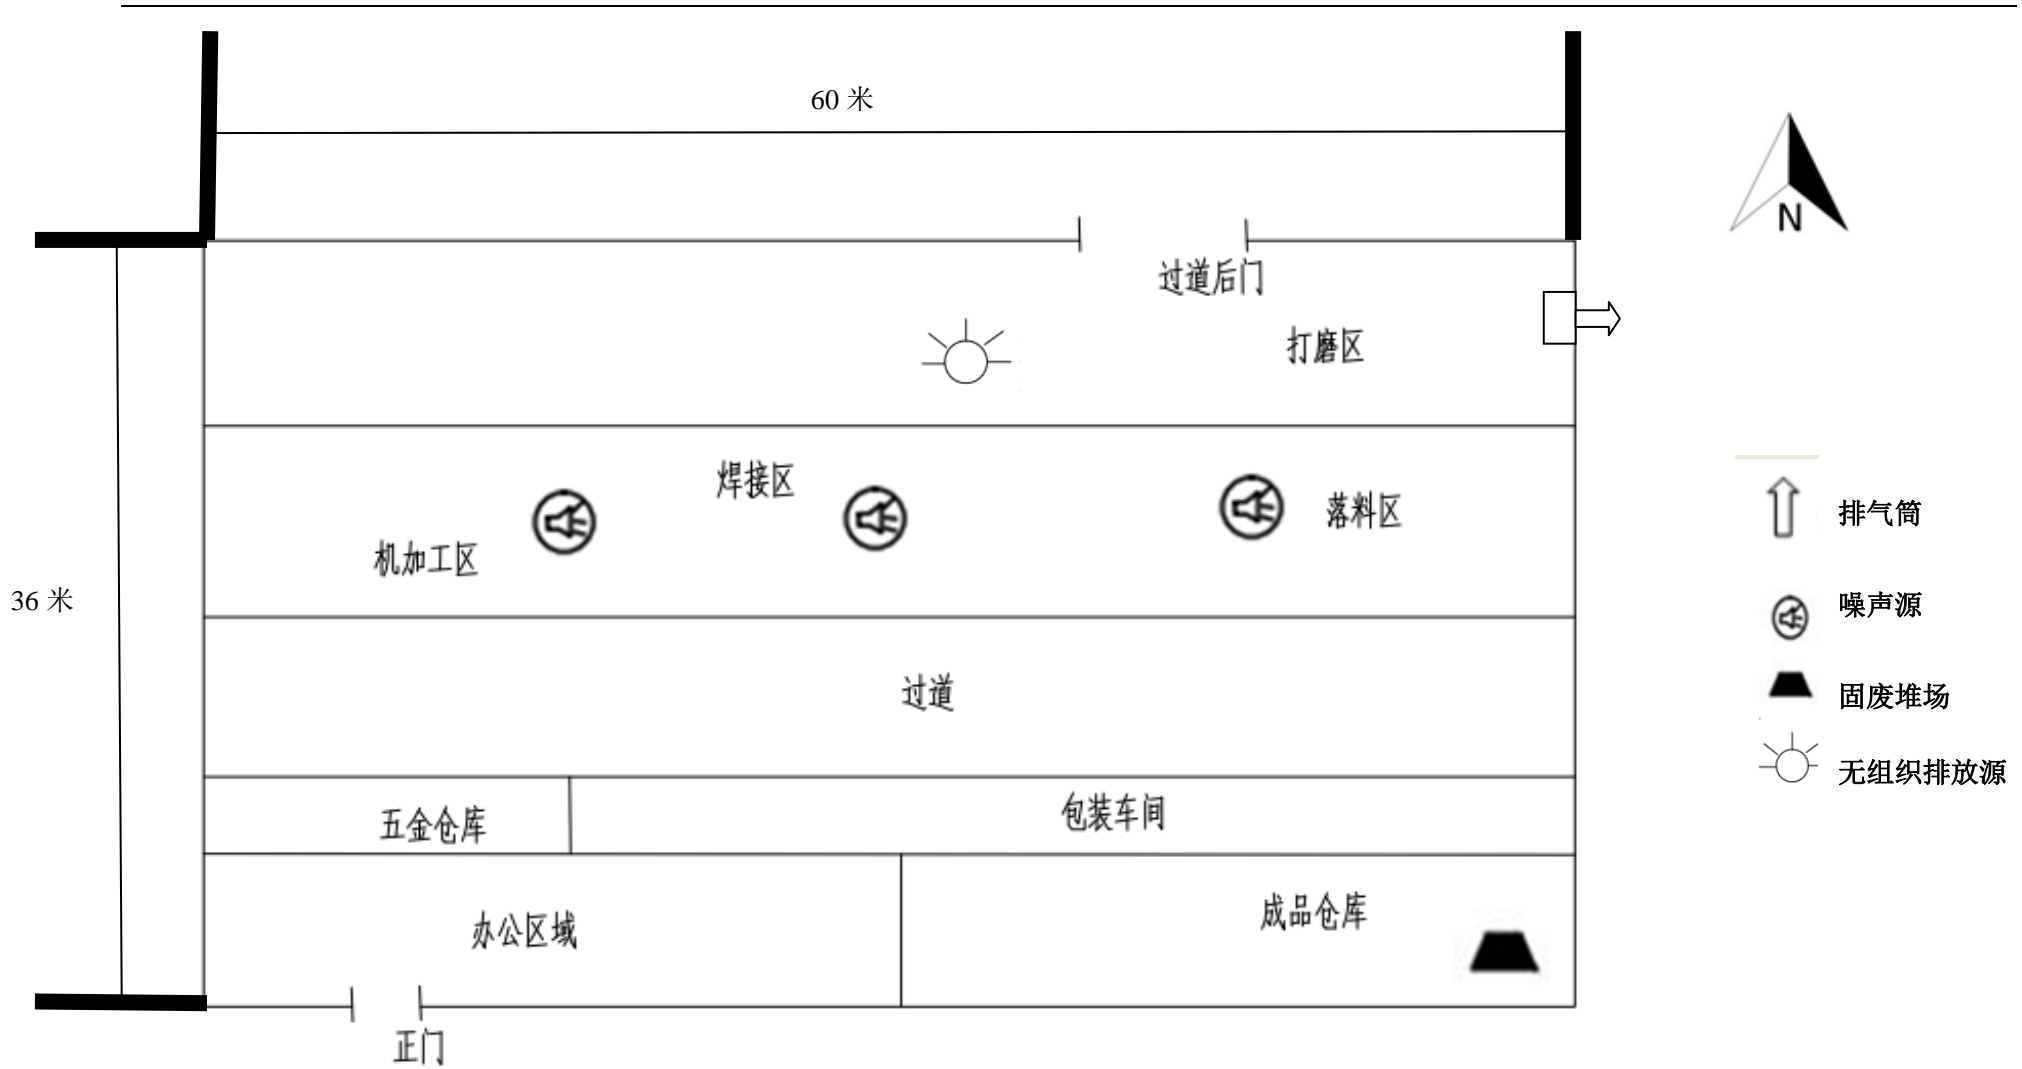 60 米
N
过道后门
打磨区
焊接区
落料区
机加工区
36 米
过道
五金仓库
包装车间
办公区域
成品仓库
正门
排气筒
噪声源
固废堆场
无组织排放源